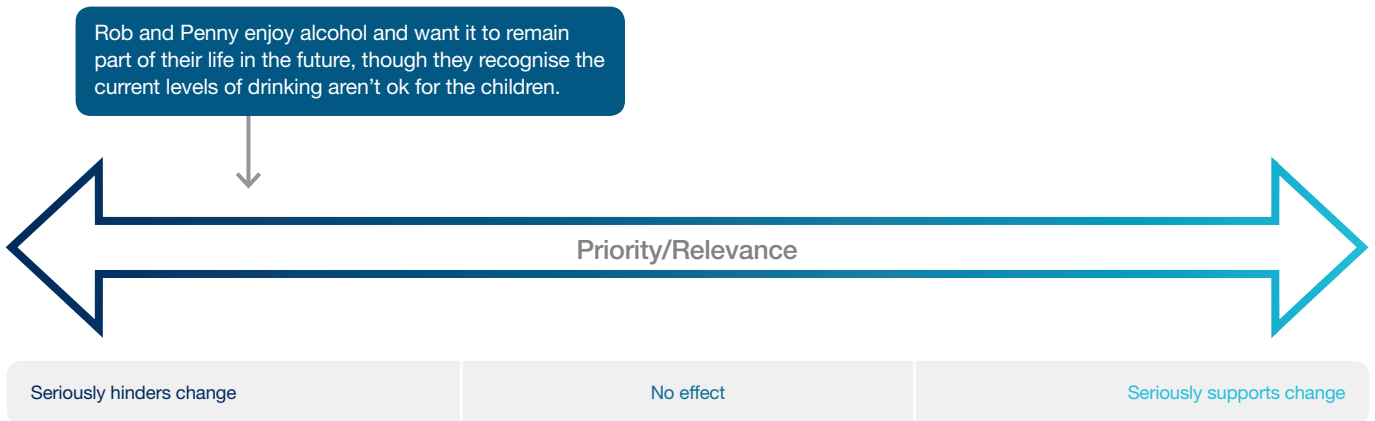 Rob and Penny enjoy alcohol and want it to remain
part of their life in the future, though they recognise the
current levels of drinking aren’t ok for the children.
Priority/Relevance
Seriously hinders change
No effect
Seriously supports change